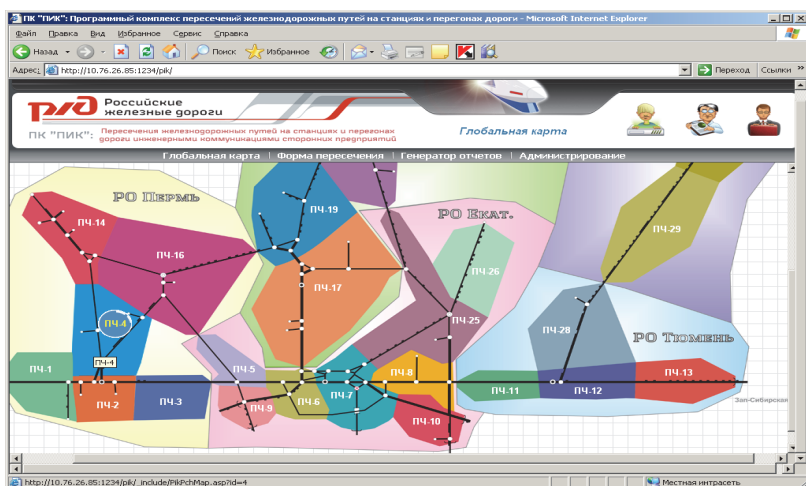 ПК "ПИК": Программный комплекс пересечений железнодорожных путей на станциях и перегонах дороги - Microsoft Internet Explorer
Файл Правка Вид Избранное Сервис Справка
Назад Поиск Избранное
Адрес: http://10.76.26.85:1234/pik/ Переход Ссылки »
РЖД Российские
железные дороги
ПК "ПИК": Пересечения железнодорожных путей на станциях и перегонах
дороги инженерными коммуникациями сторонних предприятий
Глобальная карта
Глобальная карта | Форма пересечения | Генератор отчетов | Администрирование
РО Пермь
ПЧ-14
ПЧ-16
ПЧ-19
РО Екат.
ПЧ-29
ПЧ-26
ПЧ-17
ПЧ-4
ПЧ-25
ПЧ-28
РО Тюмень
ПЧ-4
ПЧ-1
ПЧ-5
ПЧ-8
ПЧ-13
ПЧ-2
ПЧ-3
ПЧ-9
ПЧ-6
ПЧ-7
ПЧ-11
ПЧ-12
Зап-Сибирская
ПЧ-10
http://10.76.26.85:1234/pik/_include/PikPchMap.asp?id=4 Местная интрасеть